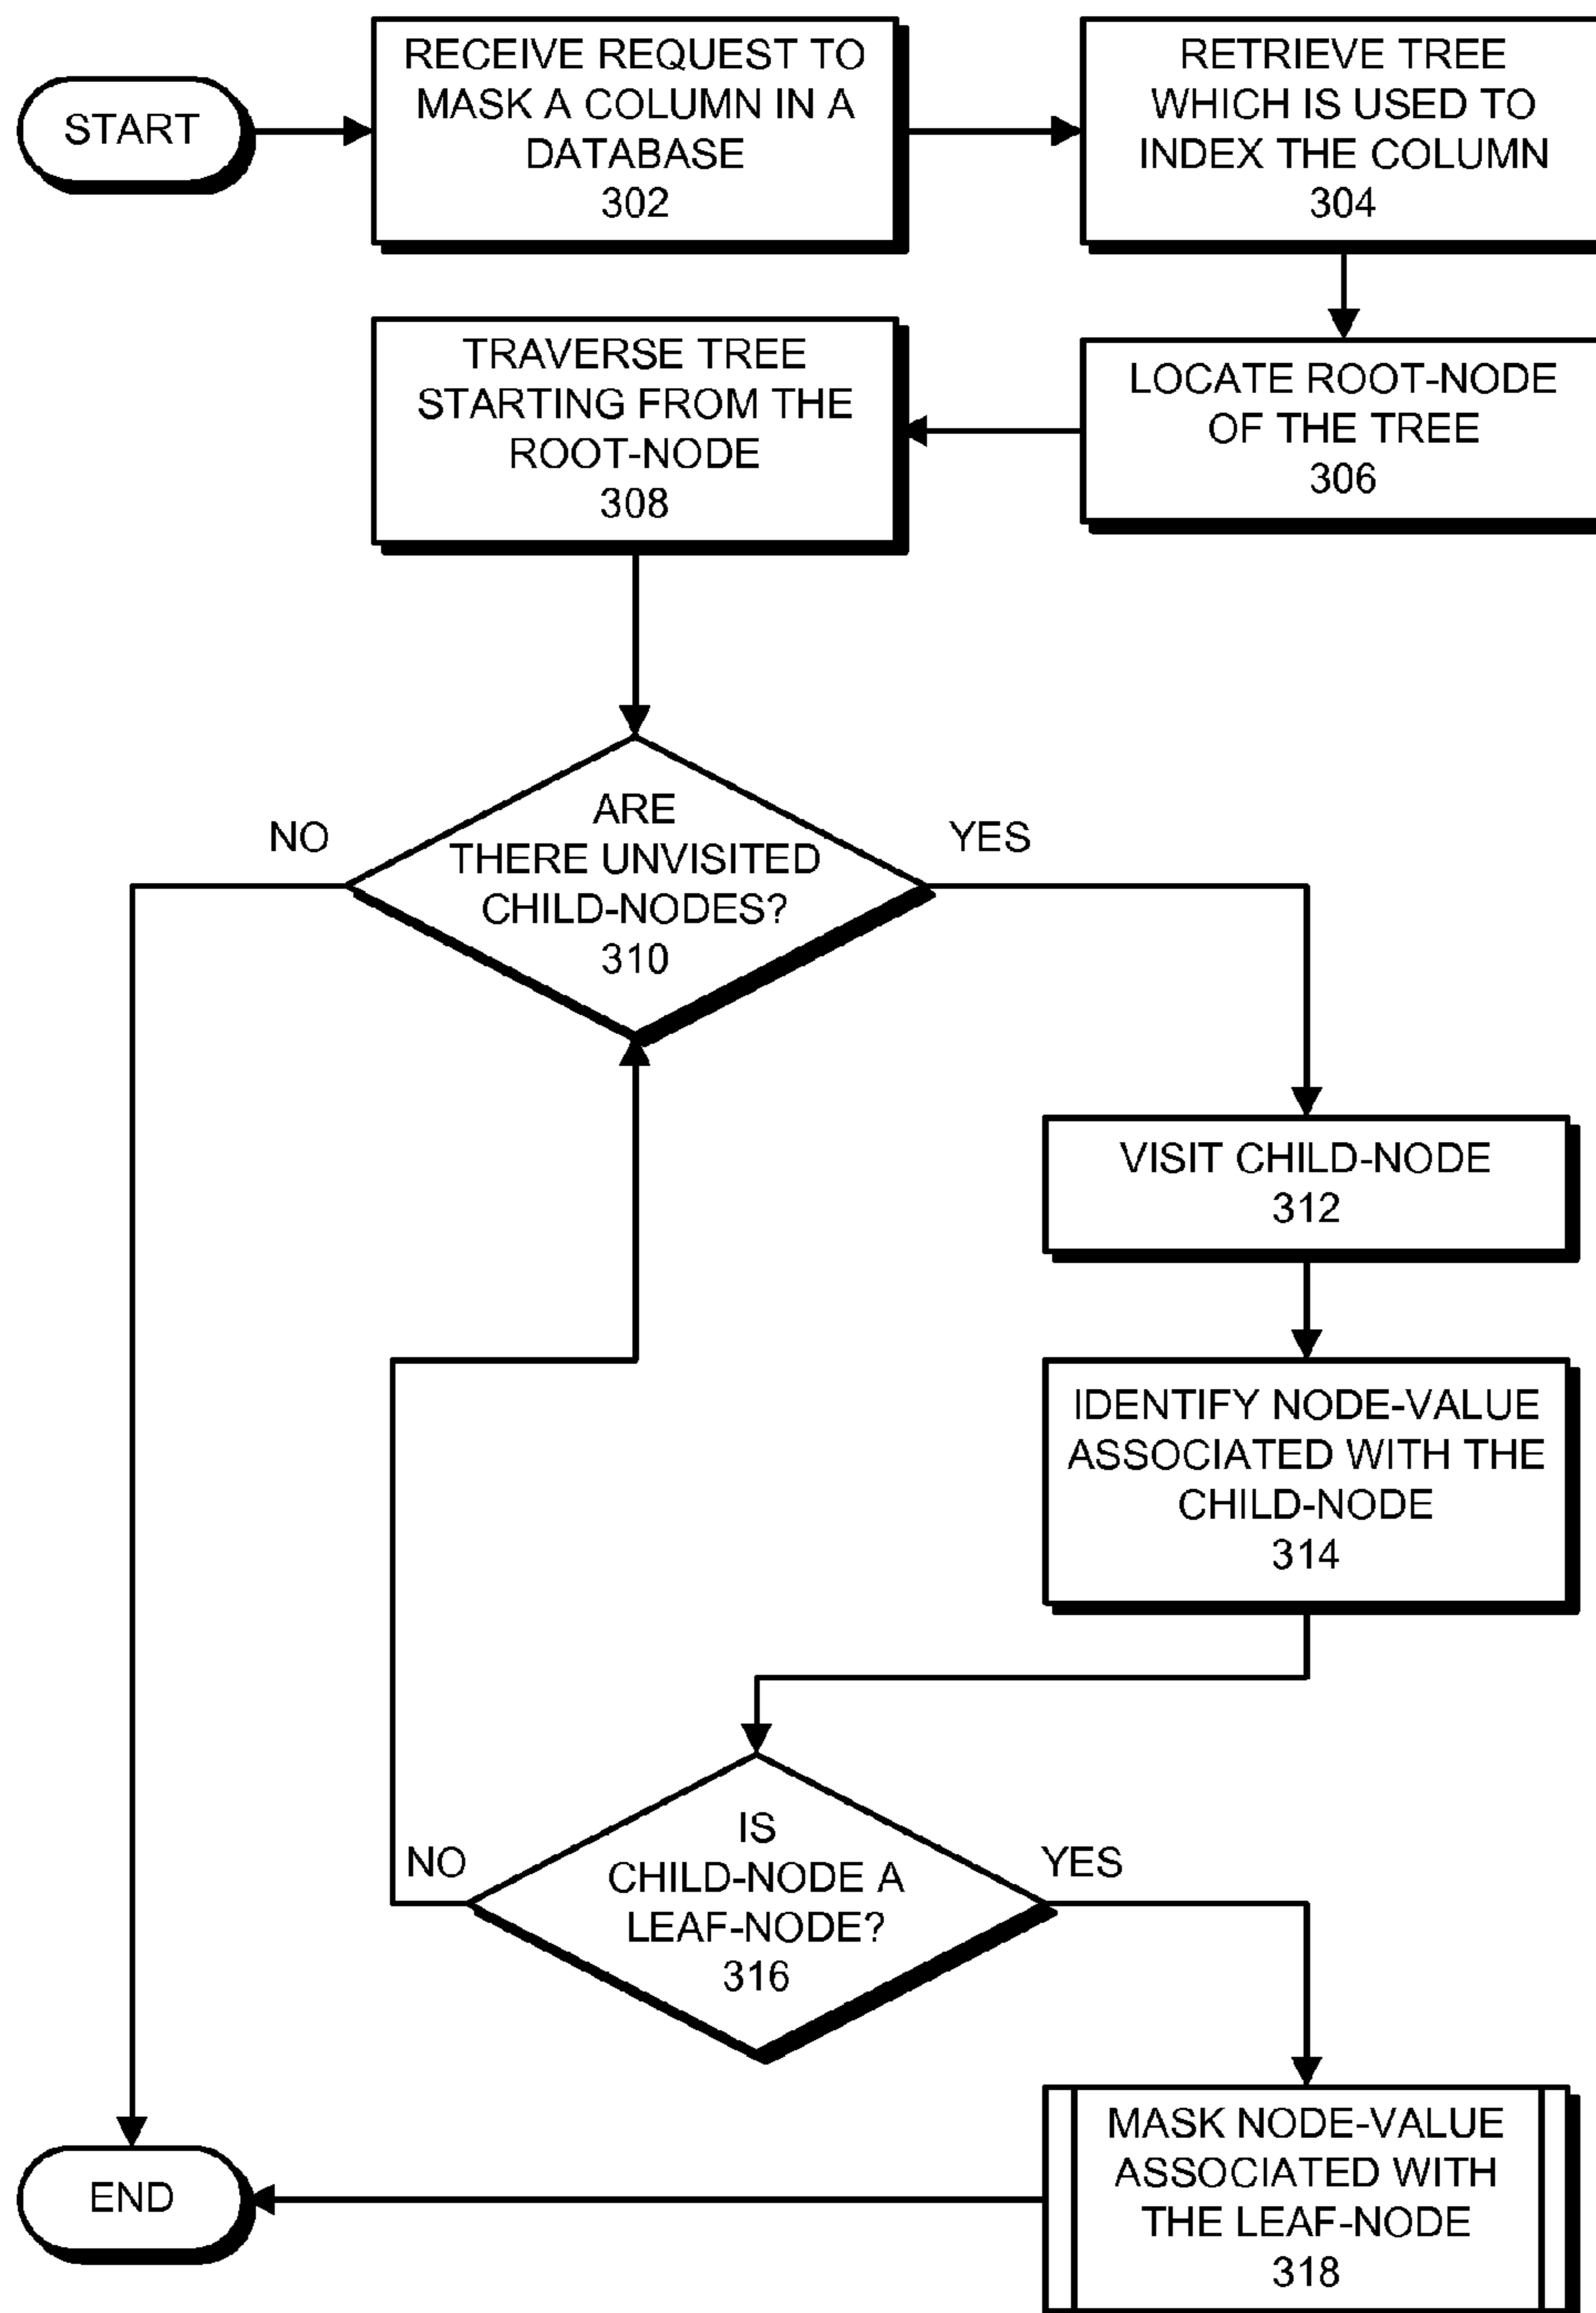 START
RECEIVE REQUEST TO
MASK A COLUMN IN A
DATABASE
302
RETRIEVE TREE
WHICH IS USED TO
INDEX THE COLUMN
304
LOCATE ROOT-NODE
OF THE TREE
306
TRAVERSE TREE
STARTING FROM THE
ROOT-NODE
308
ARE
THERE UNVISITED
CHILD-NODES?
310
NO
YES
VISIT CHILD-NODE
312
IDENTIFY NODE-VALUE
ASSOCIATED WITH THE
CHILD-NODE
314
IS
CHILD-NODE A
LEAF-NODE?
316
NO
YES
MASK NODE-VALUE
ASSOCIATED WITH
THE LEAF-NODE
318
END